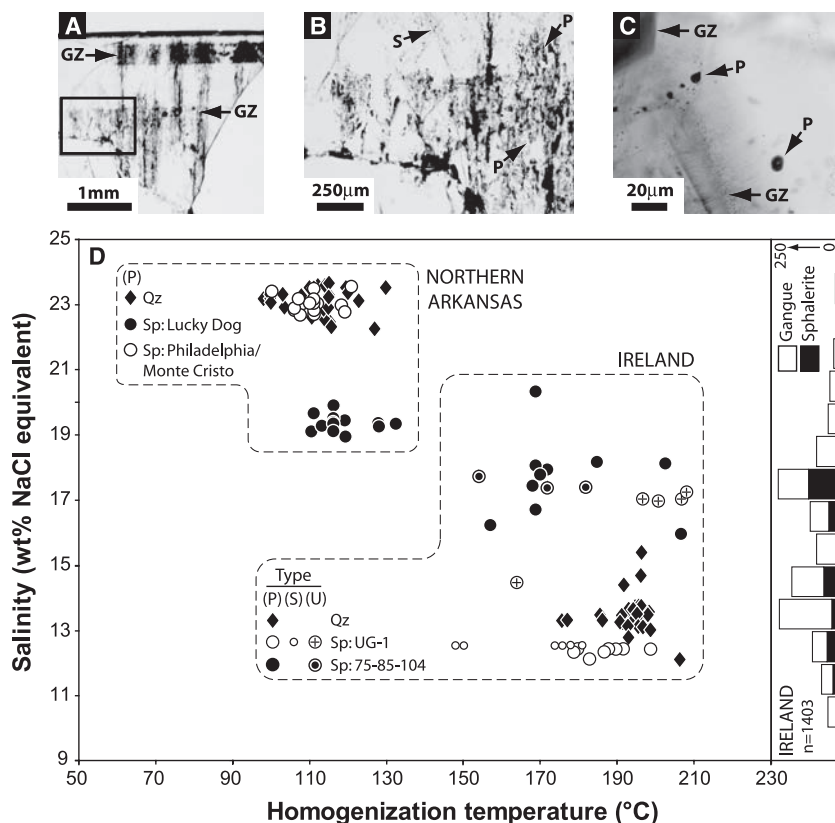 A
GZ
GZ
1mm
B
S
P
P
250µm
C
GZ
P
P
GZ
20µm
D
25
23
21
19
17
15
13
11
9
Salinity (wt% NaCl equivalent)
50
70
90
110
130
150
170
190
210
230
Homogenization temperature (°C)
(P)
Qz
Sp: Lucky Dog
Sp: Philadelphia/
Monte Cristo
NORTHERN
ARKANSAS
IRELAND
Type
(P) (S) (U)
Qz
Sp: UG-1
Sp: 75-85-104
250
0
Gangue
Sphalerite
IRELAND
n=1403